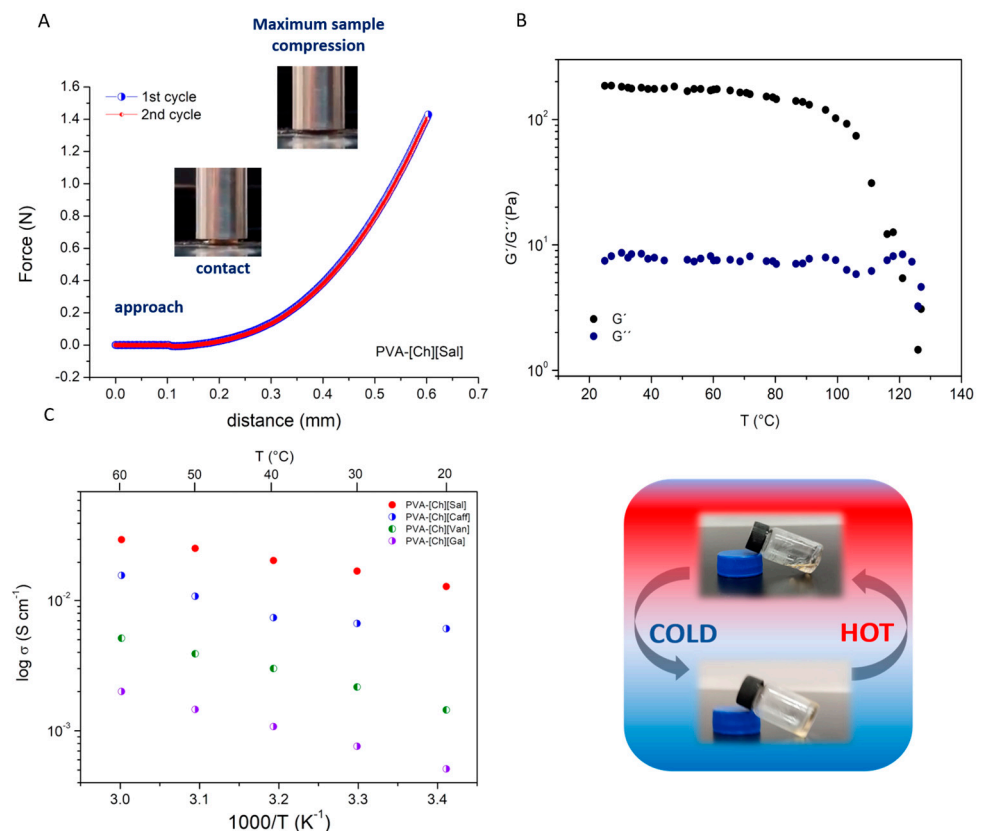 A
Maximum sample
compression
1st cycle
2nd cycle
contact
approach
PVA-[Ch][Sal]
Force (N)
1.6
1.4
1.2
1.0
0.8
0.6
0.4
0.2
0.0
-0.2
0.0 0.1 0.2 0.3 0.4 0.5 0.6 0.7
distance (mm)
B
G´/G´´(Pa)
10²
10¹
10⁰
G´
G´´
20 40 60 80 100 120 140
T (°C)
C
T (°C)
60 50 40 30 20
PVA-[Ch][Sal]
PVA-[Ch][Caff]
PVA-[Ch][Van]
PVA-[Ch][Ga]
log σ (S cm⁻¹)
10⁻²
10⁻³
3.0 3.1 3.2 3.3 3.4
1000/T (K⁻¹)
COLD HOT